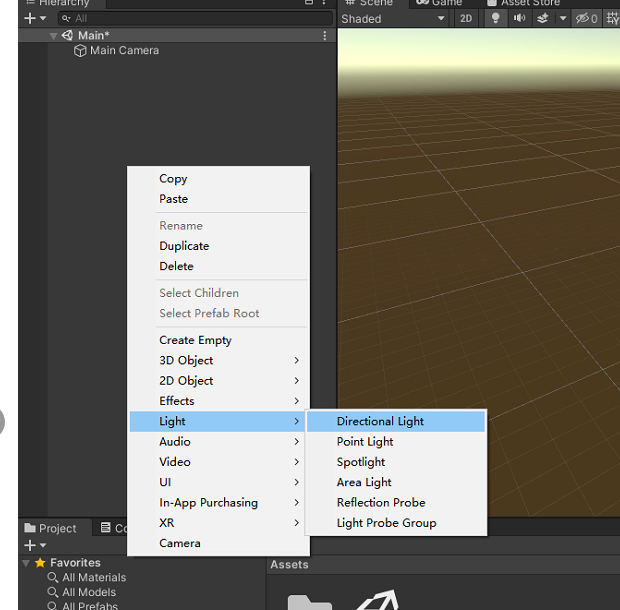 Hierarchy
Scene
Game
Asset Store
All
Shaded
2D
0
Main*
Main Camera
Copy
Paste
Rename
Duplicate
Delete
Select Children
Select Prefab Root
Create Empty
3D Object
2D Object
Effects
Light
Audio
Video
UI
In-App Purchasing
XR
Camera
Directional Light
Point Light
Spotlight
Area Light
Reflection Probe
Light Probe Group
Project
Co
Favorites
All Materials
All Models
All Prefabs
Assets